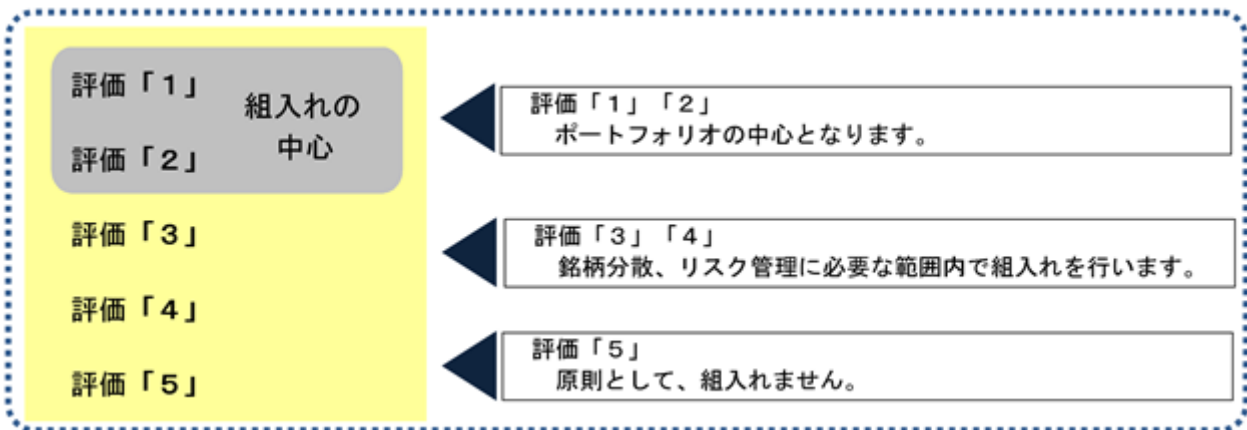 評価「１」
評価「２」
組入れの
中心
評価「３」
評価「４」
評価「５」
評価「１」「２」
ポートフォリオの中心となります。
評価「３」「４」
銘柄分散、リスク管理に必要な範囲内で組入れを行います。
評価「５」
原則として、組入れません。